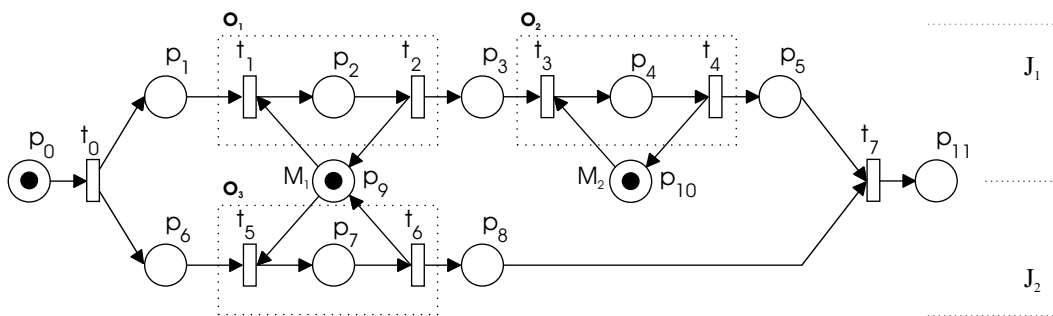 O₁ O₂
p₁ t₁ p₂ t₂ p₃ t₃ p₄ t₄ p₅ J₁
p₀ t₀ M₁ p₉ M₂ p₁₀ t₇ p₁₁
O₃
p₆ t₅ p₇ t₆ p₈ J₂